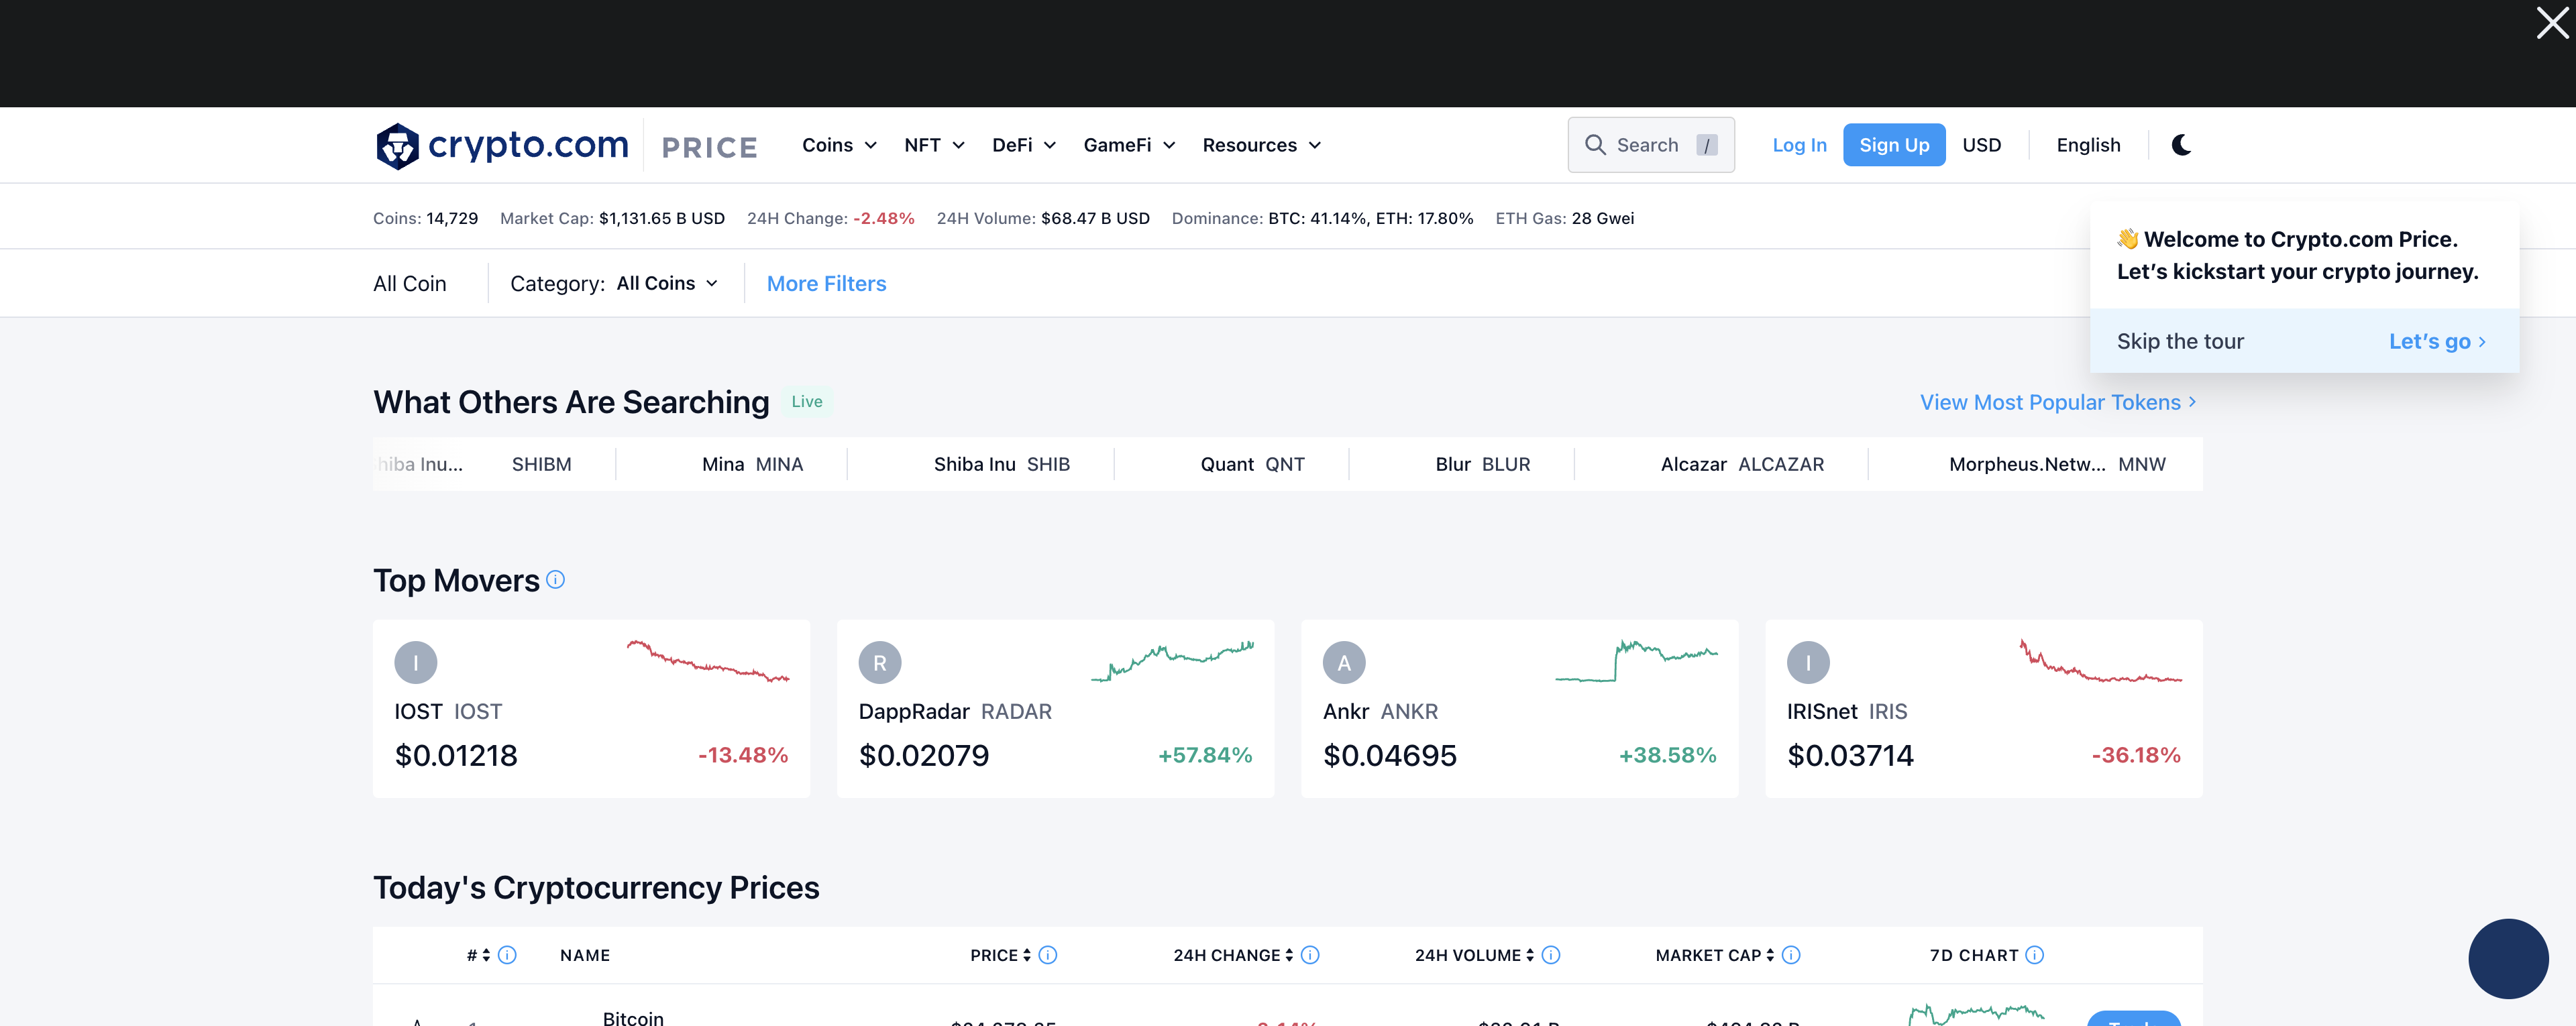 crypto.com PRICE Coins NFT DeFi GameFi Resources Search / Log In Sign Up USD English
Coins: 14,729 Market Cap: $1,131.65 B USD 24H Change: -2.48% 24H Volume: $68.47 B USD Dominance: BTC: 41.14%, ETH: 17.80% ETH Gas: 28 Gwei
👋 Welcome to Crypto.com Price.
Let's kickstart your crypto journey.
Skip the tour Let's go ›
All Coin Category: All Coins More Filters
What Others Are Searching Live View Most Popular Tokens ›
Inu... SHIBM Mina MINA Shiba Inu SHIB Quant QNT Blur BLUR Alcazar ALCAZAR Morpheus.Netw... MNW
Top Movers
I R A I
IOST IOST DappRadar RADAR Ankr ANKR IRISnet IRIS
$0.01218 -13.48% $0.02079 +57.84% $0.04695 +38.58% $0.03714 -36.18%
Today's Cryptocurrency Prices
# NAME PRICE 24H CHANGE 24H VOLUME MARKET CAP 7D CHART
Bitcoin